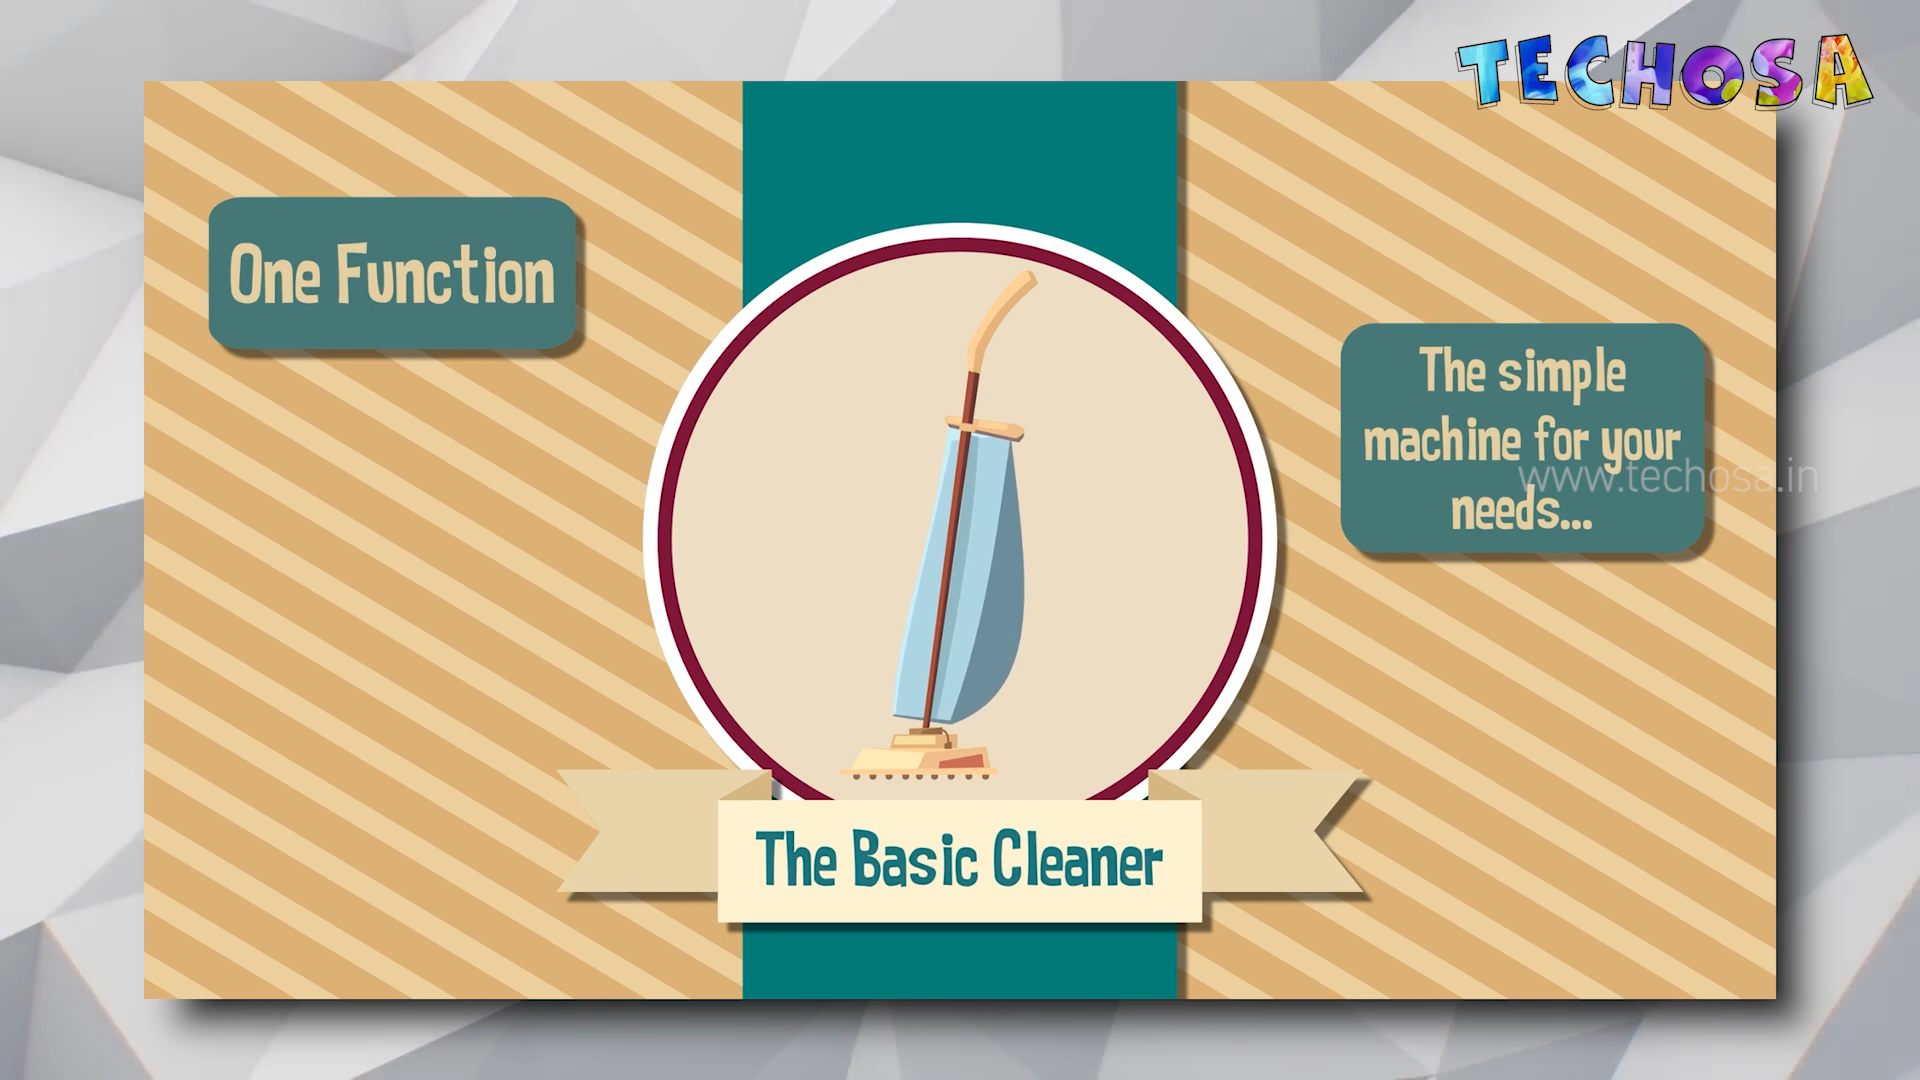 TECHOSA
One Function
The simple
machine for your
www.techosa.in
needs...
The Basic Cleaner